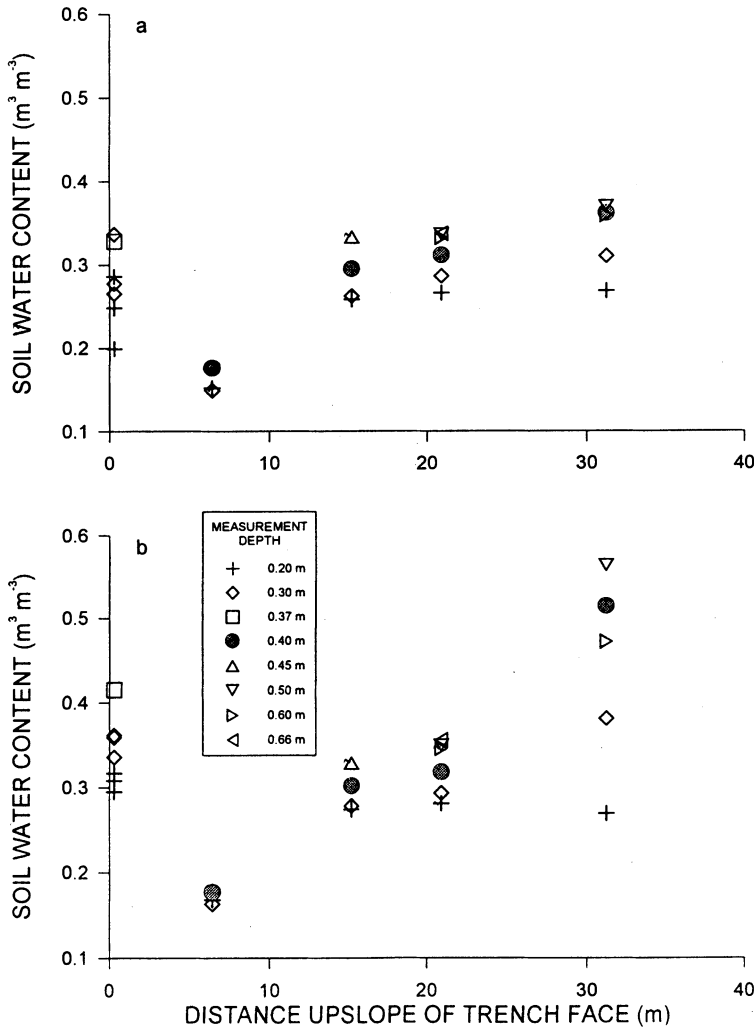 a
SOIL WATER CONTENT (m³ m⁻³)
0.6
0.5
0.4
0.3
0.2
0.1
0 10 20 30 40
b
SOIL WATER CONTENT (m³ m⁻³)
0.6
0.5
0.4
0.3
0.2
0.1
MEASUREMENT
DEPTH
0.20 m
0.30 m
0.37 m
0.40 m
0.45 m
0.50 m
0.60 m
0.66 m
0 10 20 30 40
DISTANCE UPSLOPE OF TRENCH FACE (m)